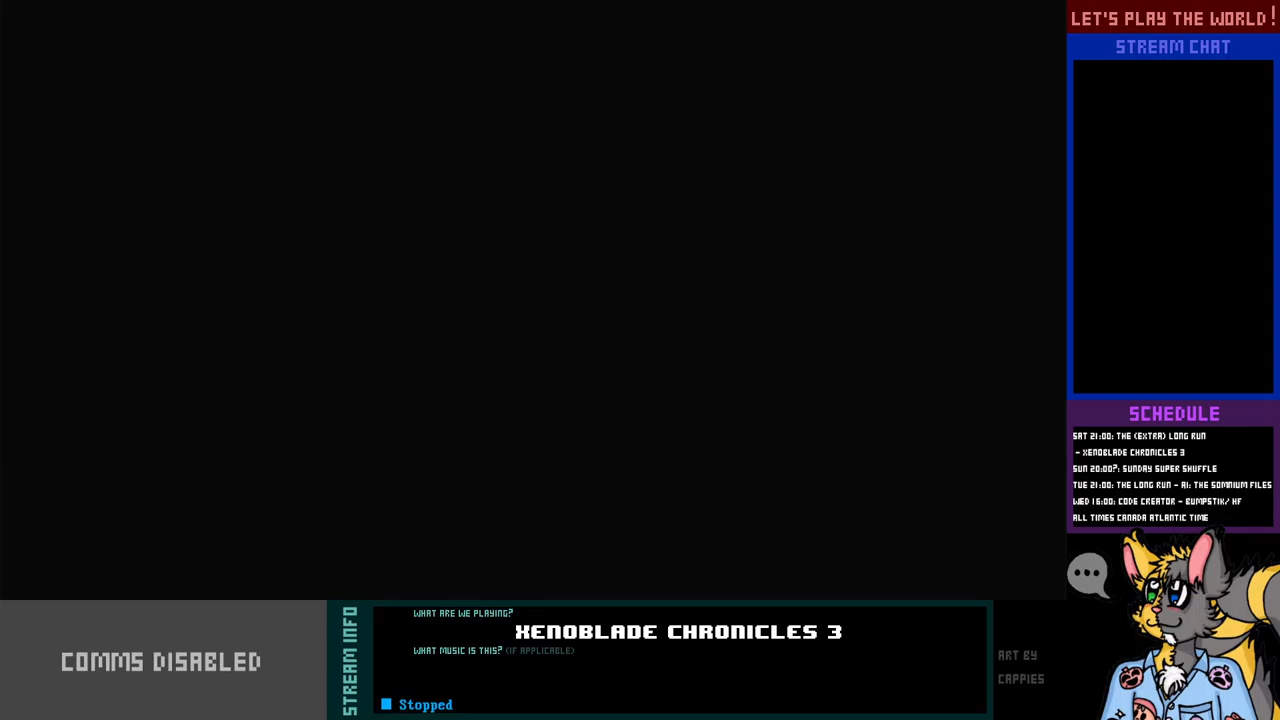 LET'S PLAY THE WORLD!
STREAM CHAT
SCHEDULE
SAT 21:00: THE (EXTRA) LONG RUN
- XENOBLADE CHRONICLES 3
SUN 20:00?: SUNDAY SUPER SHUFFLE
TUE 21:00: THE LONG RUN - AI: THE SOMNIUM FILES
WED 16:00: CODE CREATOR - BUMPSTIK/HF
ALL TIMES CANADA ATLANTIC TIME
COMMS DISABLED
STREAM INFO
WHAT ARE WE PLAYING?
XENOBLADE CHRONICLES 3
WHAT MUSIC IS THIS? (IF APPLICABLE)
Stopped
ART BY
CAPPIES